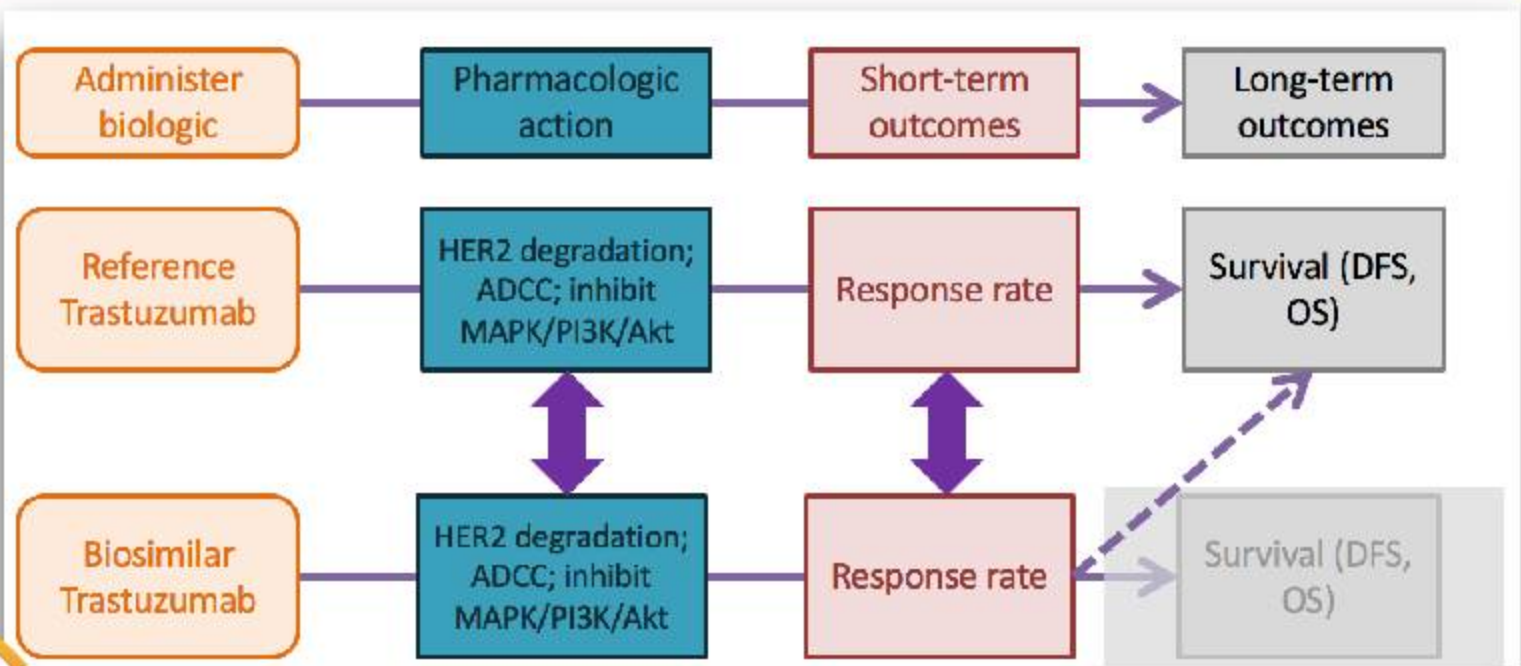 Administer
biologic
Pharmacologic
action
Short-term
outcomes
Long-term
outcomes
Reference
Trastuzumab
HER2 degradation;
ADCC; inhibit
MAPK/PI3K/Akt
Response rate
Survival (DFS,
OS)
Biosimilar
Trastuzumab
HER2 degradation;
ADCC; inhibit
MAPK/PI3K/Akt
Response rate
Survival (DFS,
OS)